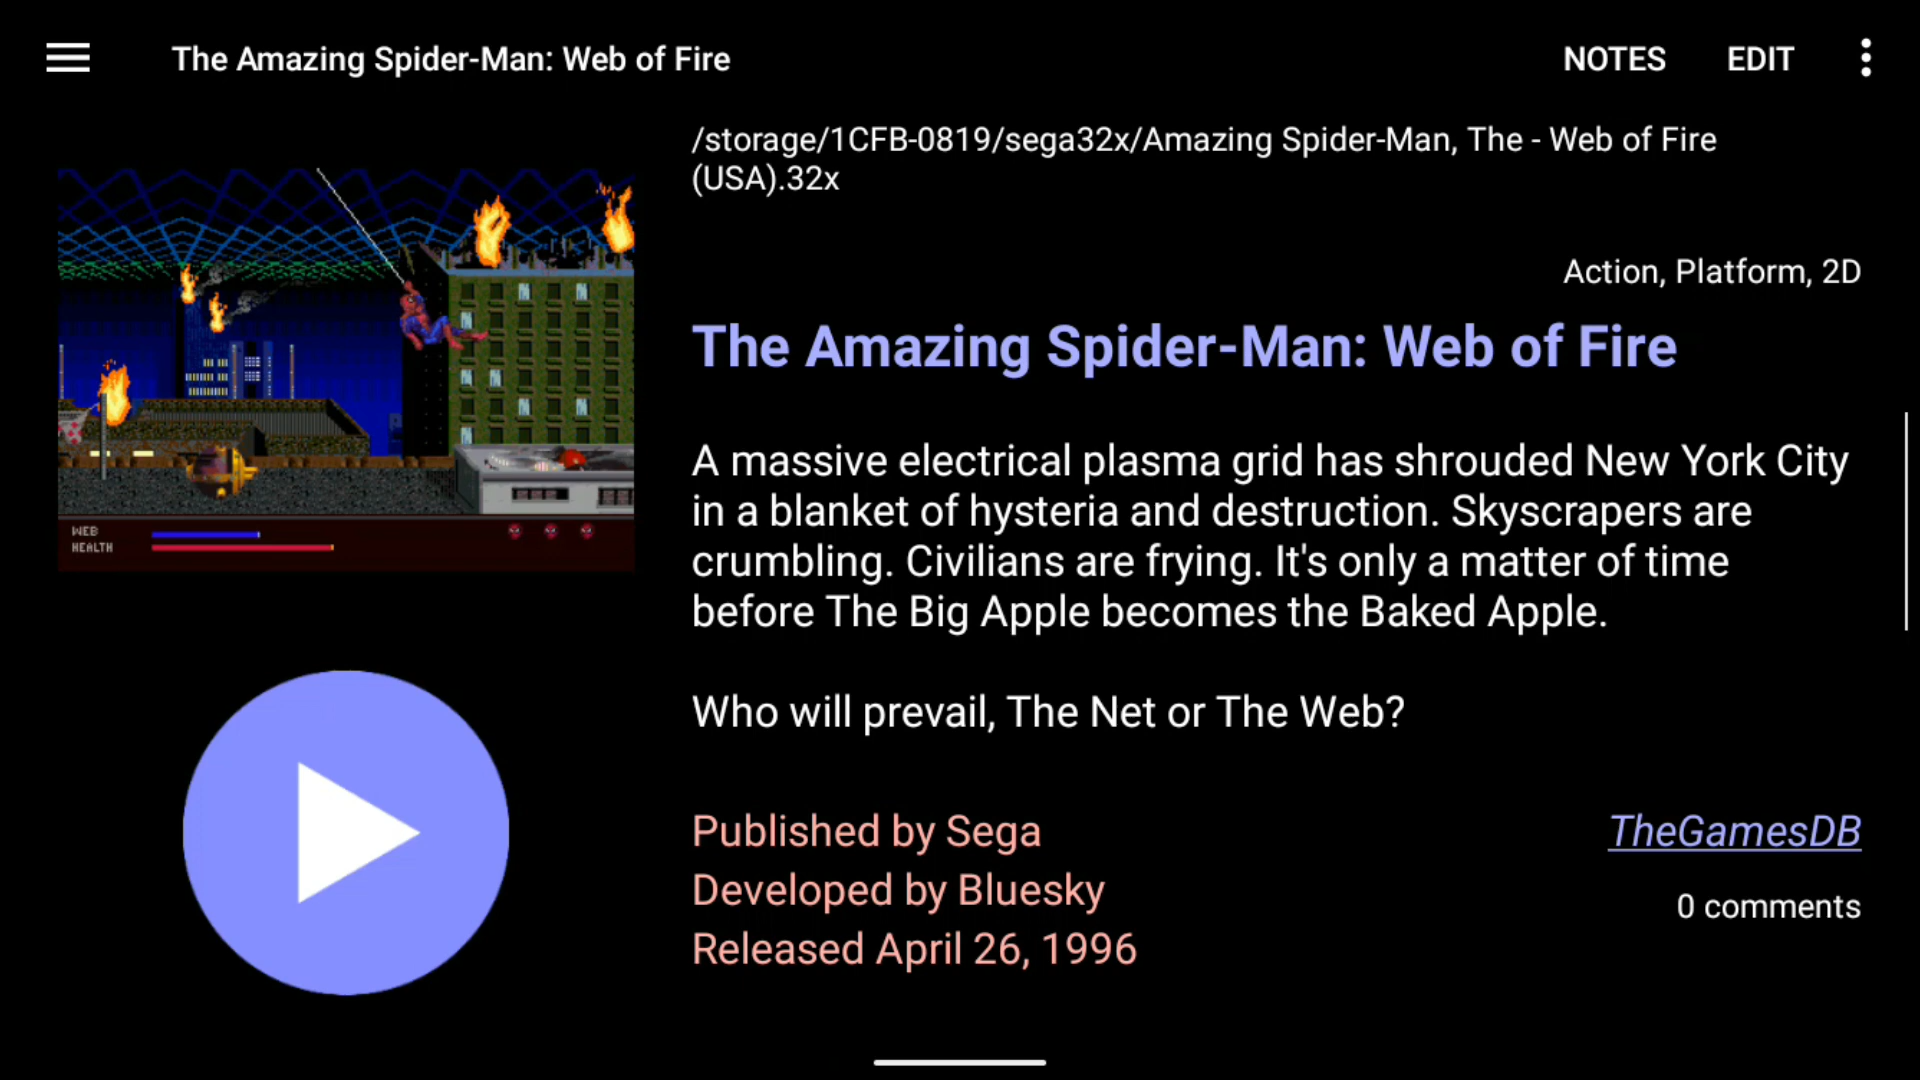 The Amazing Spider-Man: Web of Fire
NOTES
EDIT
/storage/1CFB-0819/sega32x/Amazing Spider-Man, The - Web of Fire
(USA).32x
Action, Platform, 2D
The Amazing Spider-Man: Web of Fire
A massive electrical plasma grid has shrouded New York City
in a blanket of hysteria and destruction. Skyscrapers are
crumbling. Civilians are frying. It's only a matter of time
before The Big Apple becomes the Baked Apple.
Who will prevail, The Net or The Web?
WEB
HEALTH
Published by Sega
Developed by Bluesky
Released April 26, 1996
TheGamesDB
0 comments